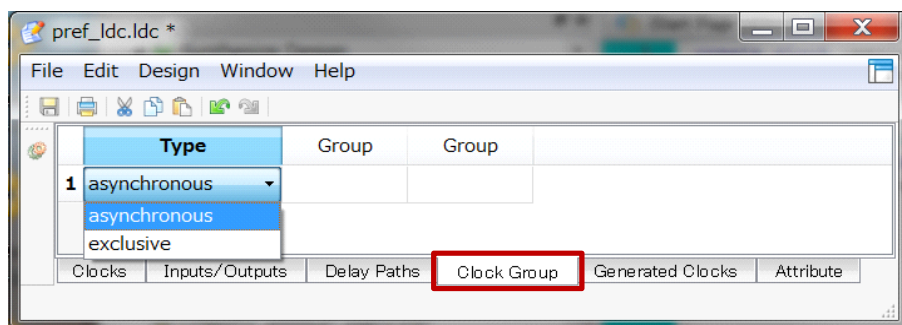 pref_ldc.ldc *
File Edit Design Window Help
Type Group Group
1 asynchronous
asynchronous
exclusive
Clocks Inputs/Outputs Delay Paths Clock Group Generated Clocks Attribute